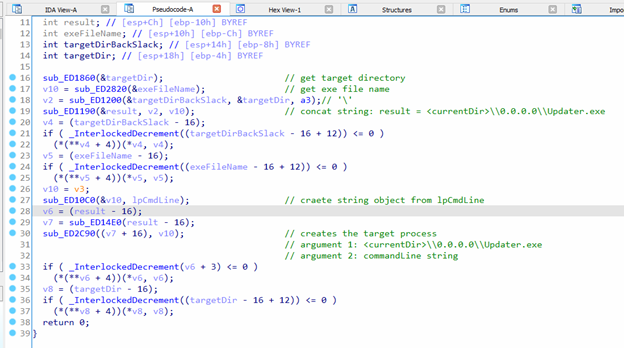 IDA View-A
Pseudocode-A
Hex View-1
Structures
Enums
Import
11 int result; // [esp+Ch] [ebp-10h] BYREF
12 int exeFileName; // [esp+10h] [ebp-Ch] BYREF
13 int targetDirBackSlack; // [esp+14h] [ebp-8h] BYREF
14 int targetDir; // [esp+18h] [ebp-4h] BYREF
15
16 sub_ED1860(&targetDir); // get target directory
17 v10 = sub_ED2820(&exeFileName); // get exe file name
18 v2 = sub_ED1200(&targetDirBackSlack, &targetDir, a3);// '\'
19 sub_ED1190(&result, v2, v10); // concat string: result = <currentDir>\\0.0.0.0\\Updater.exe
20 v4 = (targetDirBackSlack - 16);
21 if ( _InterlockedDecrement((targetDirBackSlack - 16 + 12)) <= 0 )
22 (*(**v4 + 4))(*v4, v4);
23 v5 = (exeFileName - 16);
24 if ( _InterlockedDecrement((exeFileName - 16 + 12)) <= 0 )
25 (*(**v5 + 4))(*v5, v5);
26 v10 = v3;
27 sub_ED10C0(&v10, lpCmdLine); // craete string object from lpCmdLine
28 v6 = (result - 16);
29 v7 = sub_ED14E0(result - 16);
30 sub_ED2C90((v7 + 16), v10); // creates the target process
31 // argument 1: <currentDir>\\0.0.0.0\\Updater.exe
32 // argument 2: commandLine string
33 if ( _InterlockedDecrement(v6 + 3) <= 0 )
34 (*(**v6 + 4))(*v6, v6);
35 v8 = (targetDir - 16);
36 if ( _InterlockedDecrement((targetDir - 16 + 12)) <= 0 )
37 (*(**v8 + 4))(*v8, v8);
38 return 0;
39 }